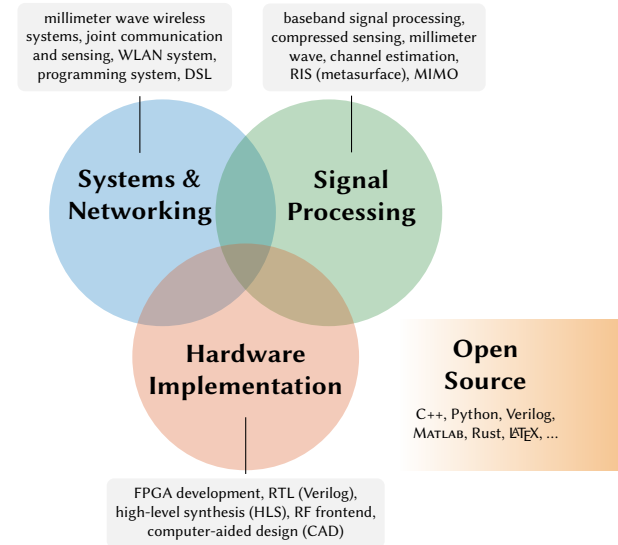 millimeter wave wireless
systems, joint communication
and sensing, WLAN system,
programming system, DSL
baseband signal processing,
compressed sensing, millimeter
wave, channel estimation,
RIS (metasurface), MIMO
Systems &
Networking
Signal
Processing
Hardware
Implementation
Open
Source
C++, Python, Verilog,
MATLAB, Rust, LATEX, ...
FPGA development, RTL (Verilog),
high-level synthesis (HLS), RF frontend,
computer-aided design (CAD)